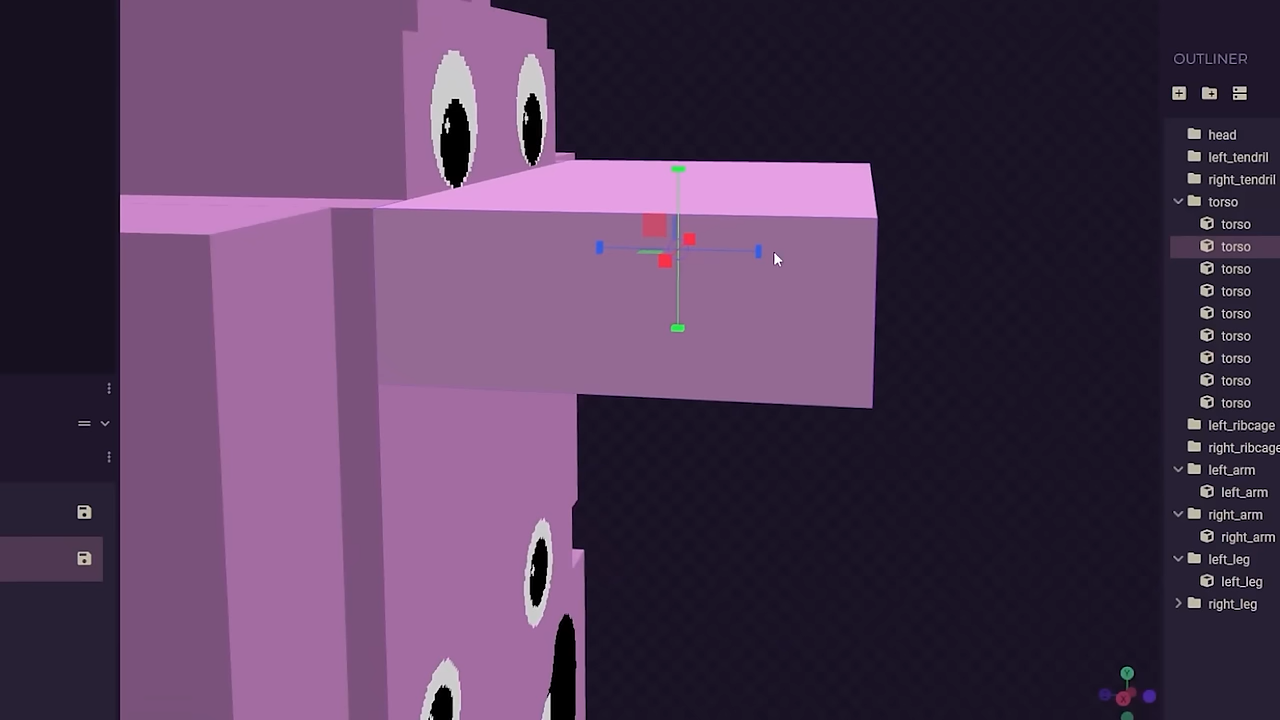 OUTLINER
head
left_tendril
right_tendril
torso
torso
torso
torso
torso
torso
torso
torso
torso
torso
left_ribcage
right_ribcage
left_arm
left_arm
right_arm
right_arm
left_leg
left_leg
right_leg
Y
X